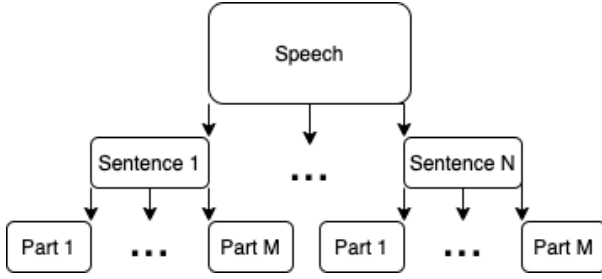 Speech
Sentence 1 ... Sentence N
Part 1 ... Part M Part 1 ... Part M